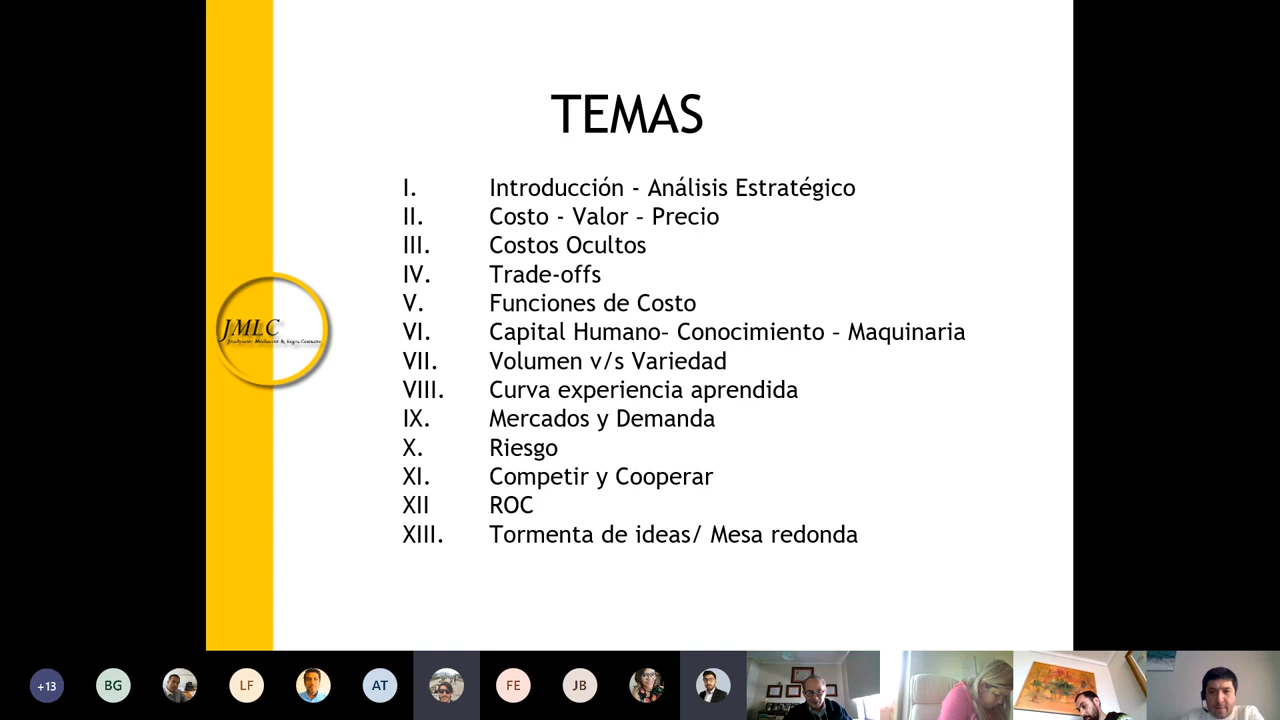 TEMAS
I. Introducción - Análisis Estratégico
II. Costo - Valor – Precio
III. Costos Ocultos
IV. Trade-offs
V. Funciones de Costo
VI. Capital Humano– Conocimiento – Maquinaria
VII. Volumen v/s Variedad
VIII. Curva experiencia aprendida
IX. Mercados y Demanda
X. Riesgo
XI. Competir y Cooperar
XII ROC
XIII. Tormenta de ideas/ Mesa redonda
JMLC
+13
BG
LF
AT
FE
JB